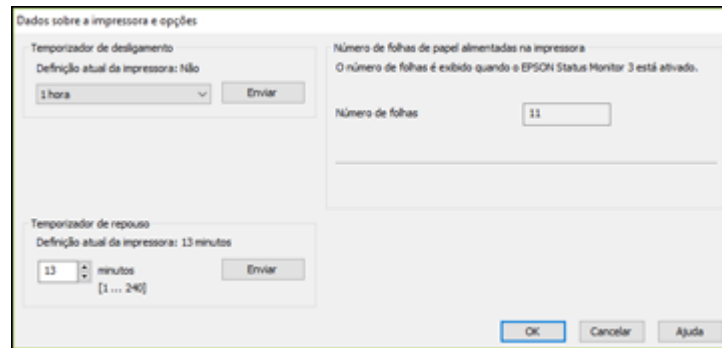 Dados sobre a impressora e opções
Temporizador de desligamento
Definição atual da impressora: Não
1 hora
Enviar
Número de folhas de papel alimentadas na impressora
O número de folhas é exibido quando o EPSON Status Monitor 3 está ativado.
Número de folhas
11
Temporizador de repouso
Definição atual da impressora: 13 minutos
13
minutos
[1 ... 240]
Enviar
OK
Cancelar
Ajuda